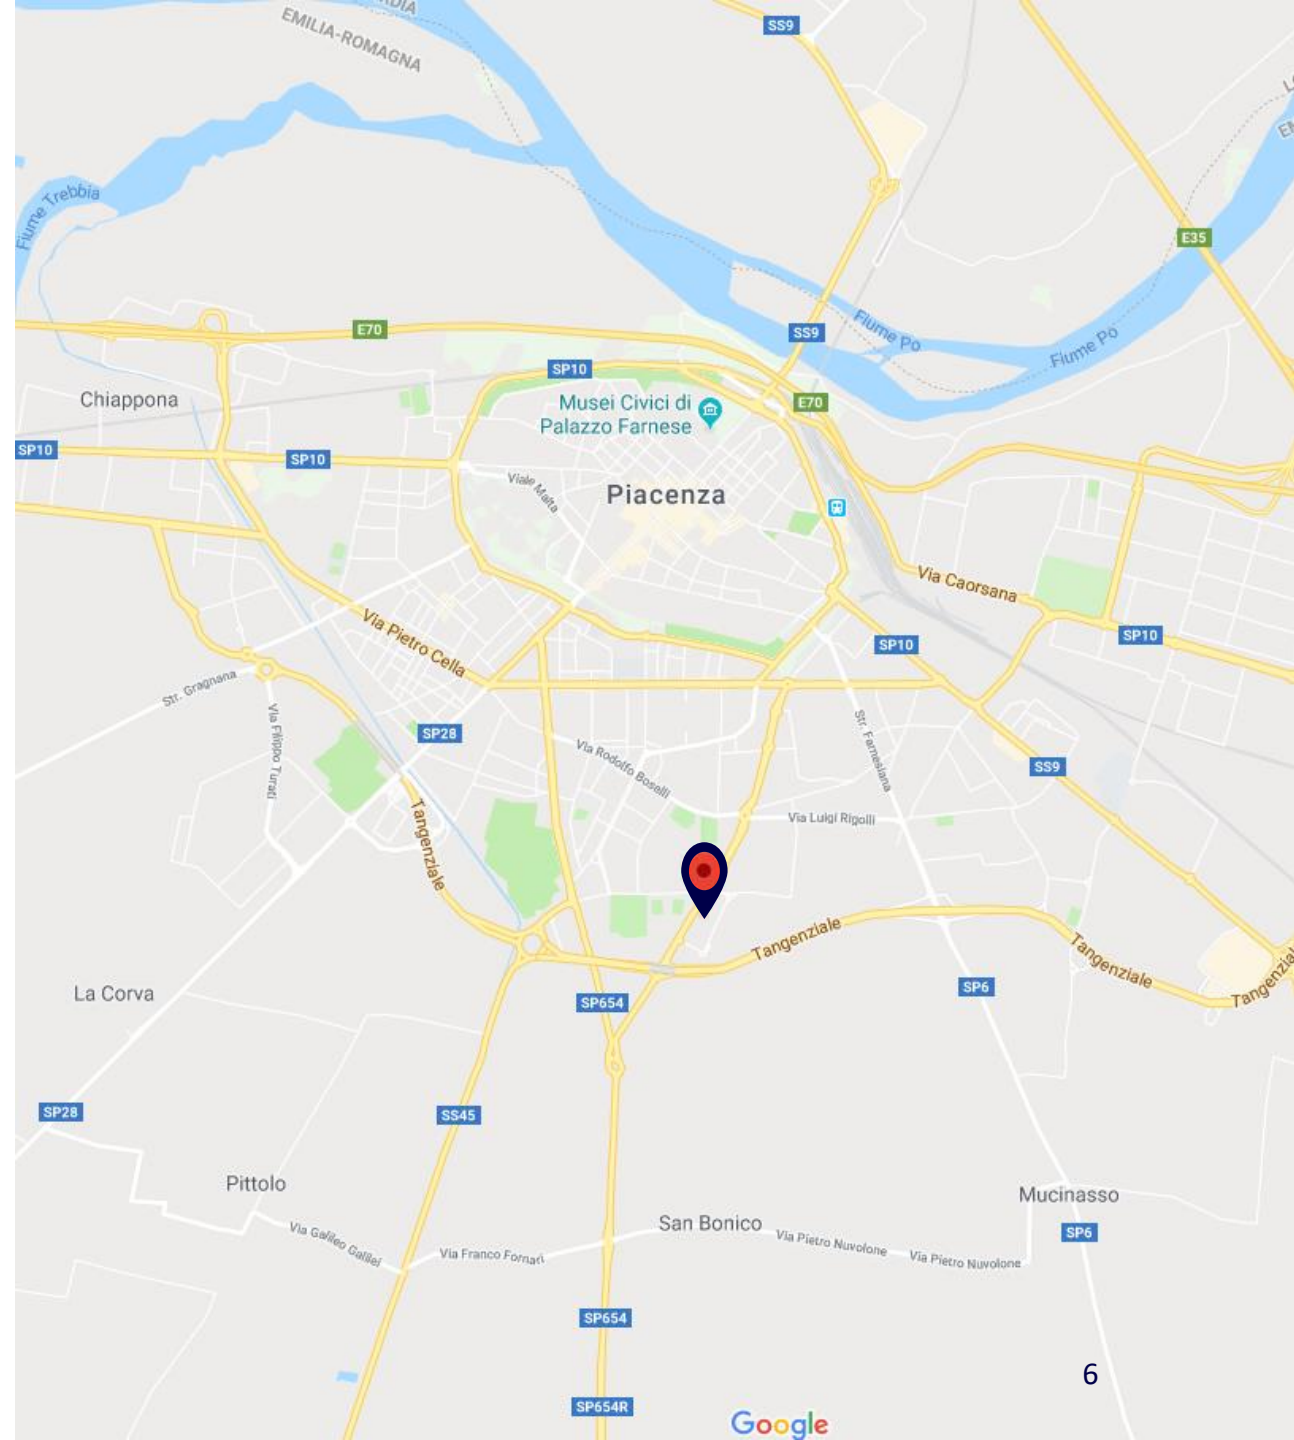 EMILIA-ROMAGNA
SS9
Fiume Trebbia
E35
E70
SS9
Fiume Po
Fiume Po
SP10
Chiappona
Musei Civici di
Palazzo Farnese
E70
SP10
SP10
Viale Malta
Piacenza
Via Caorsana
Via Pietro Cella
SP10
SP10
Str. Gragnana
Via Filippo Turati
SP28
Str. Farnesiana
Via Rodolfo Boselli
SS9
Tangenziale
Via Luigi Rigolli
Tangenziale
Tangenziale
Tangenziale
La Corva
SP654
SP6
SP28
SS45
Pittolo
Mucinasso
San Bonico
SP6
Via Galileo Galilei
Via Franco Fornari
Via Pietro Nuvolone
Via Pietro Nuvolone
SP654
6
SP654R
Google